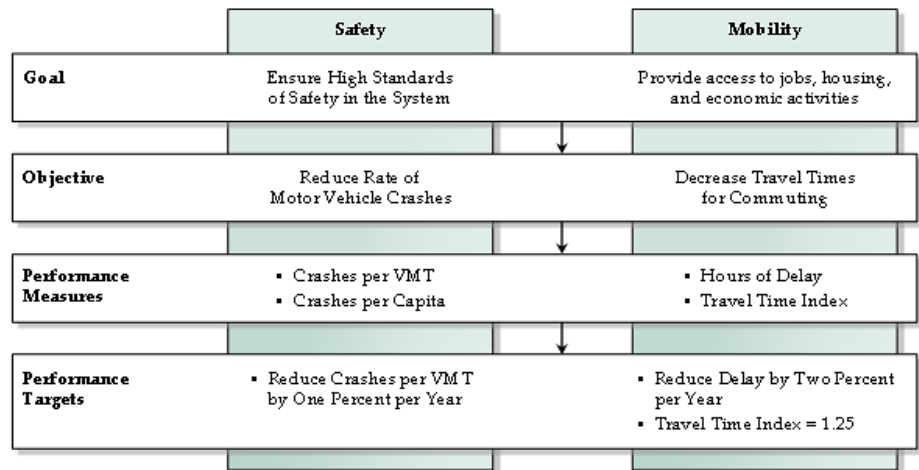 Safety
Mobility
Goal
Ensure High Standards
of Safety in the System
Provide access to jobs, housing,
and economic activities
Objective
Reduce Rate of
Motor Vehicle Crashes
Decrease Travel Times
for Commuting
Performance
Measures
▪ Crashes per VMT
▪ Crashes per Capita
▪ Hours of Delay
▪ Travel Time Index
Performance
Targets
▪ Reduce Crashes per VMT
by One Percent per Year
▪ Reduce Delay by Two Percent
per Year
▪ Travel Time Index = 1.25